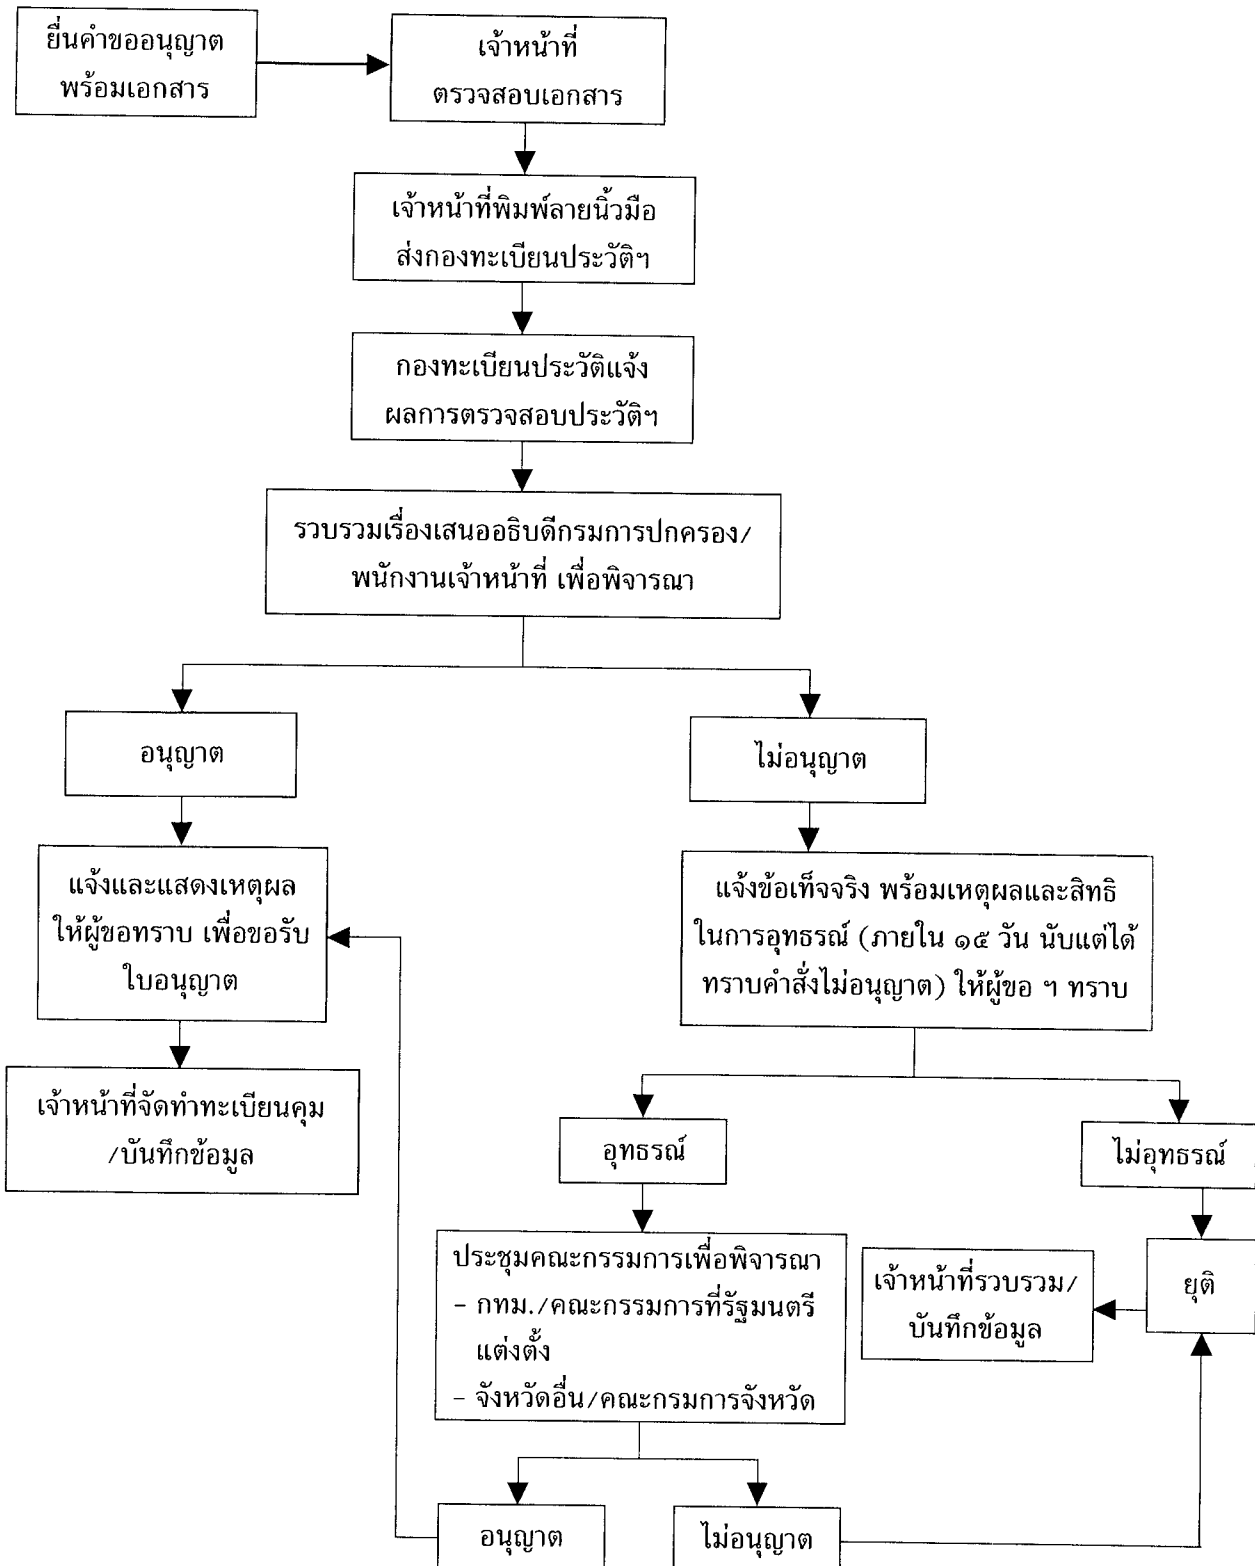 ยื่นคำขออนุญาต
พร้อมเอกสาร
เจ้าหน้าที่
ตรวจสอบเอกสาร
เจ้าหน้าที่พิมพ์ลายนิ้วมือ
ส่งกองทะเบียนประวัติฯ
กองทะเบียนประวัติแจ้ง
ผลการตรวจสอบประวัติฯ
รวบรวมเรื่องเสนออธิบดีกรมการปกครอง/
พนักงานเจ้าหน้าที่ เพื่อพิจารณา
อนุญาต
ไม่อนุญาต
แจ้งและแสดงเหตุผล
ให้ผู้ขอทราบ เพื่อขอรับ
ใบอนุญาต
แจ้งข้อเท็จจริง พร้อมเหตุผลและสิทธิ
ในการอุทธรณ์ (ภายใน ๑๕ วัน นับแต่ได้
ทราบคำสั่งไม่อนุญาต) ให้ผู้ขอ ฯ ทราบ
เจ้าหน้าที่จัดทำทะเบียนคุม
/บันทึกข้อมูล
อุทธรณ์
ไม่อุทธรณ์
ประชุมคณะกรรมการเพื่อพิจารณา
- กทม./คณะกรรมการที่รัฐมนตรี
แต่งตั้ง
- จังหวัดอื่น/คณะกรมการจังหวัด
เจ้าหน้าที่รวบรวม/
บันทึกข้อมูล
ยุติ
อนุญาต
ไม่อนุญาต